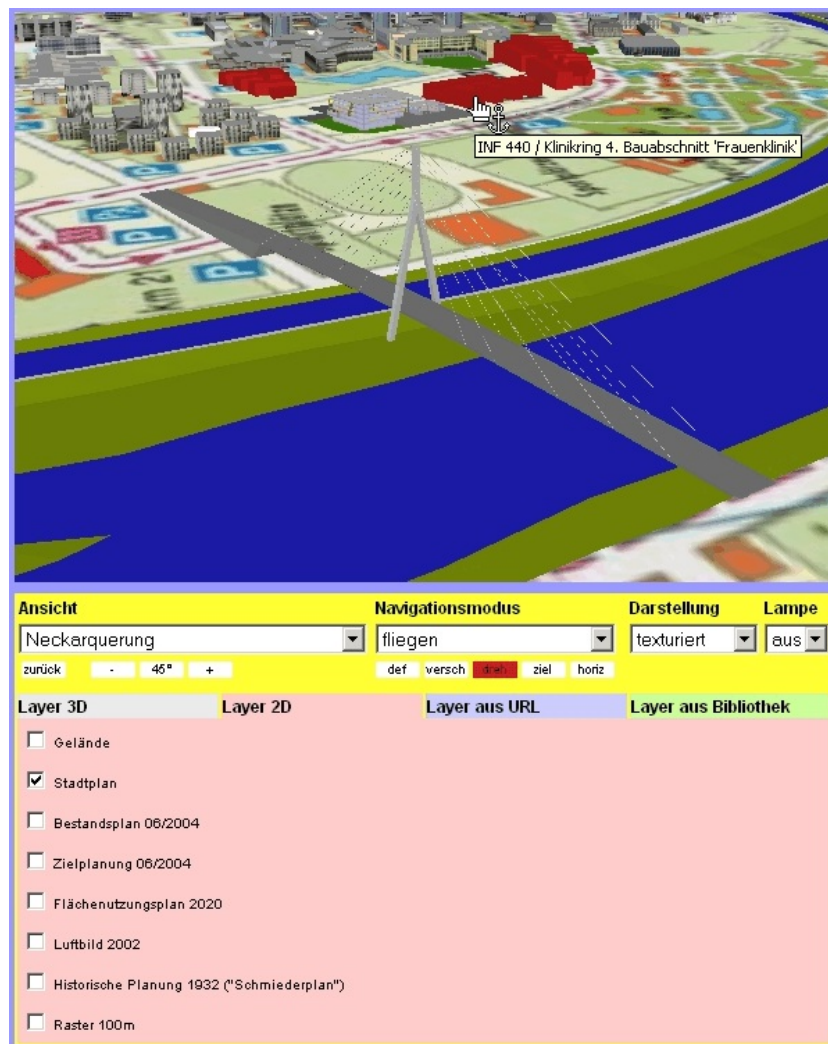 INF 440 / Klinikring 4. Bauabschnitt 'Frauenklinik'
P
P
P
P
km 25
Ansicht Navigationsmodus Darstellung Lampe
Neckarquerung fliegen texturiert aus
zurück - 45° + def versch dreh ziel horiz
Layer 3D Layer 2D Layer aus URL Layer aus Bibliothek
Gelände
Stadtplan
Bestandsplan 06/2004
Zielplanung 06/2004
Flächenutzungsplan 2020
Luftbild 2002
Historische Planung 1932 ("Schmiederplan")
Raster 100m